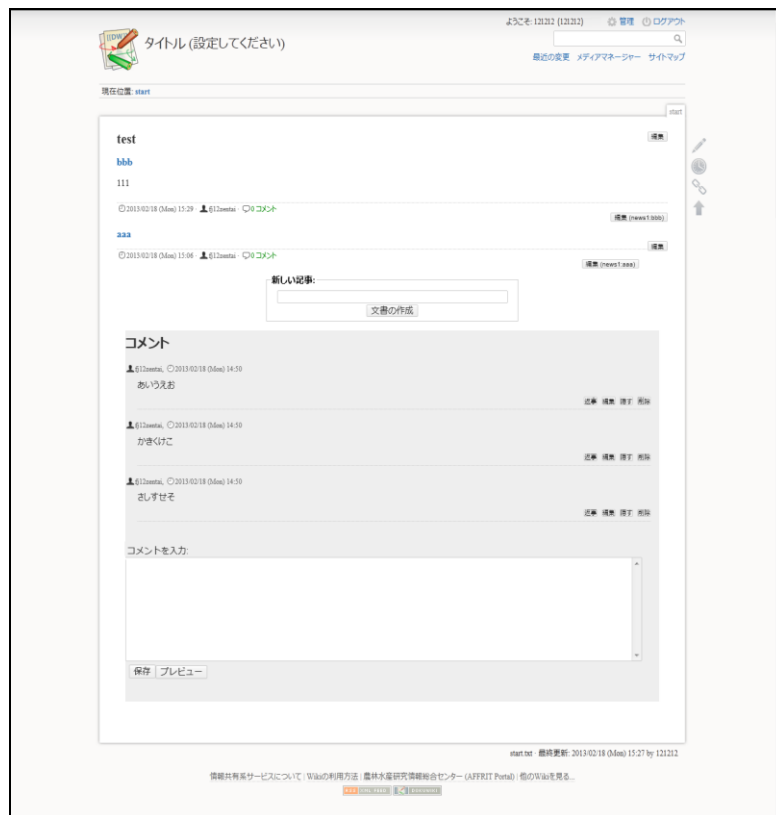 ようこそ: 121212 (121212) 管理 ログアウト
タイトル (設定してください)
最近の変更 メディアマネージャー サイトマップ
現在位置: start
start
test
編集
bbb
111
2013/02/18 (Mon) 15:29 · fj12sentai · 0 コメント
編集 (news1:bbb)
aaa
編集
2013/02/18 (Mon) 15:06 · fj12sentai · 0 コメント
編集 (news1:aaa)
新しい記事:
文書の作成
コメント
fj12sentai, 2013/02/18 (Mon) 14:50
あいうえお
返事 編集 隠す 削除
fj12sentai, 2013/02/18 (Mon) 14:50
かきくけこ
返事 編集 隠す 削除
fj12sentai, 2013/02/18 (Mon) 14:50
さしすせそ
返事 編集 隠す 削除
コメントを入力:
保存 プレビュー
start.txt · 最終更新: 2013/02/18 (Mon) 15:27 by 121212
情報共有系サービスについて | Wikiの利用方法 | 農林水産研究情報総合センター (AFFRIT Portal) | 他のWikiを見る...